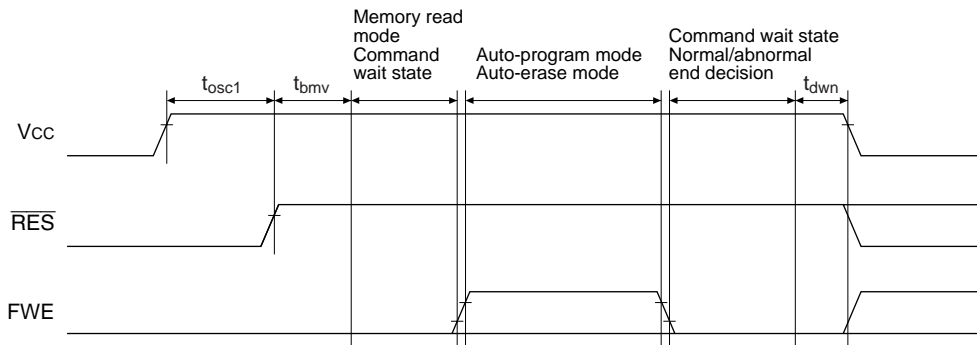 Memory read
mode
Command
wait state
Auto-program mode
Auto-erase mode
Command wait state
Normal/abnormal
end decision
tosc1
tbmv
tdwn
VCC
RES
FWE